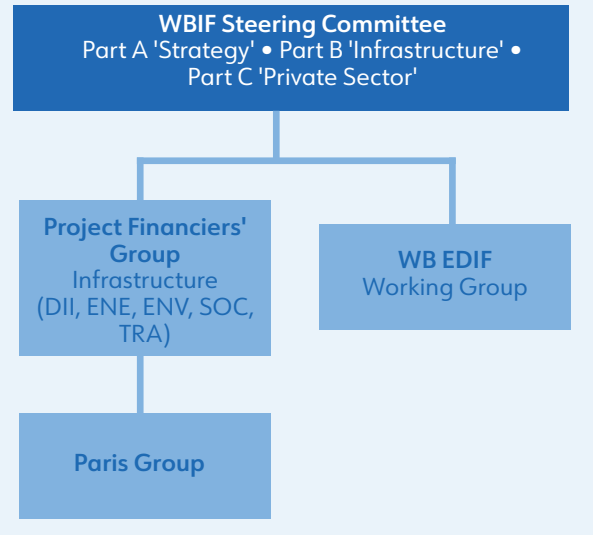 WBIF Steering Committee
Part A 'Strategy' • Part B 'Infrastructure' •
Part C 'Private Sector'
Project Financiers'
Group
Infrastructure
(DII, ENE, ENV, SOC,
TRA)
WB EDIF
Working Group
Paris Group